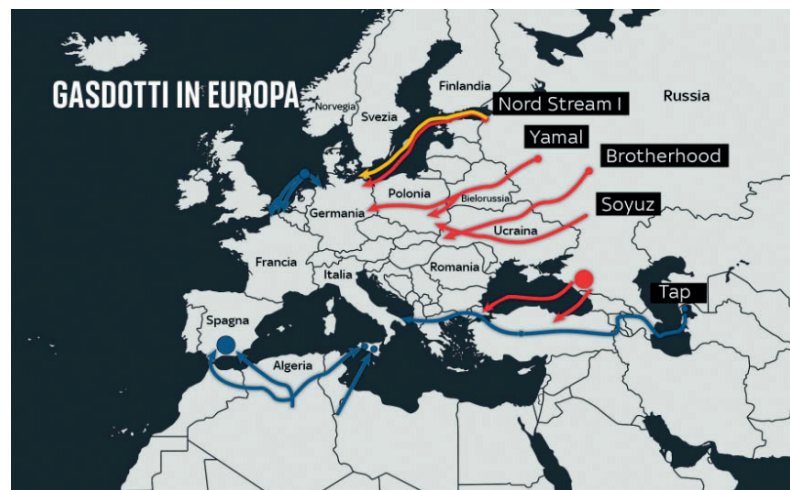 GASDOTTI IN EUROPA
Norvegia
Svezia
Finlandia
Nord Stream I
Russia
Yamal
Brotherhood
Polonia
Bielorussia
Germania
Soyuz
Ucraina
Francia
Romania
Italia
Tap
Spagna
Algeria